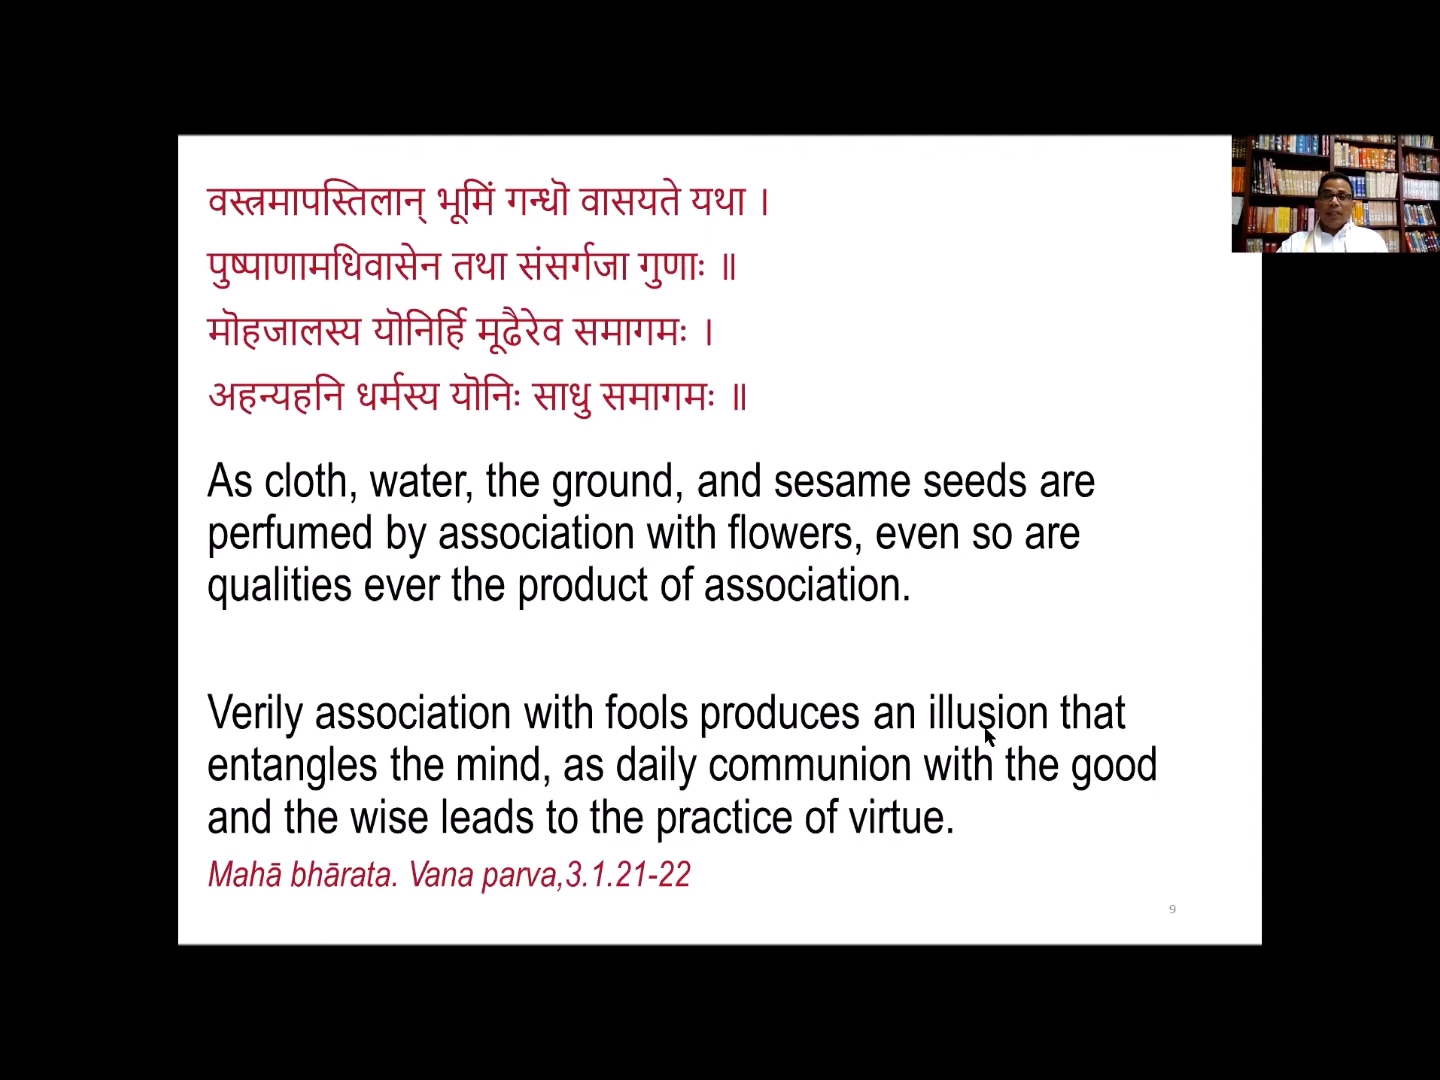 वस्त्रमापस्तिलान् भूमिं गन्धॊ वासयते यथा ।
पुष्पाणामधिवासेन तथा संसर्गजा गुणाः ॥
मॊहजालस्य यॊनिर्हि मूढैरेव समागमः ।
अहन्यहनि धर्मस्य यॊनिः साधु समागमः ॥
As cloth, water, the ground, and sesame seeds are
perfumed by association with flowers, even so are
qualities ever the product of association.
Verily association with fools produces an illusion that
entangles the mind, as daily communion with the good
and the wise leads to the practice of virtue.
Mahā bhārata. Vana parva,3.1.21-22
9